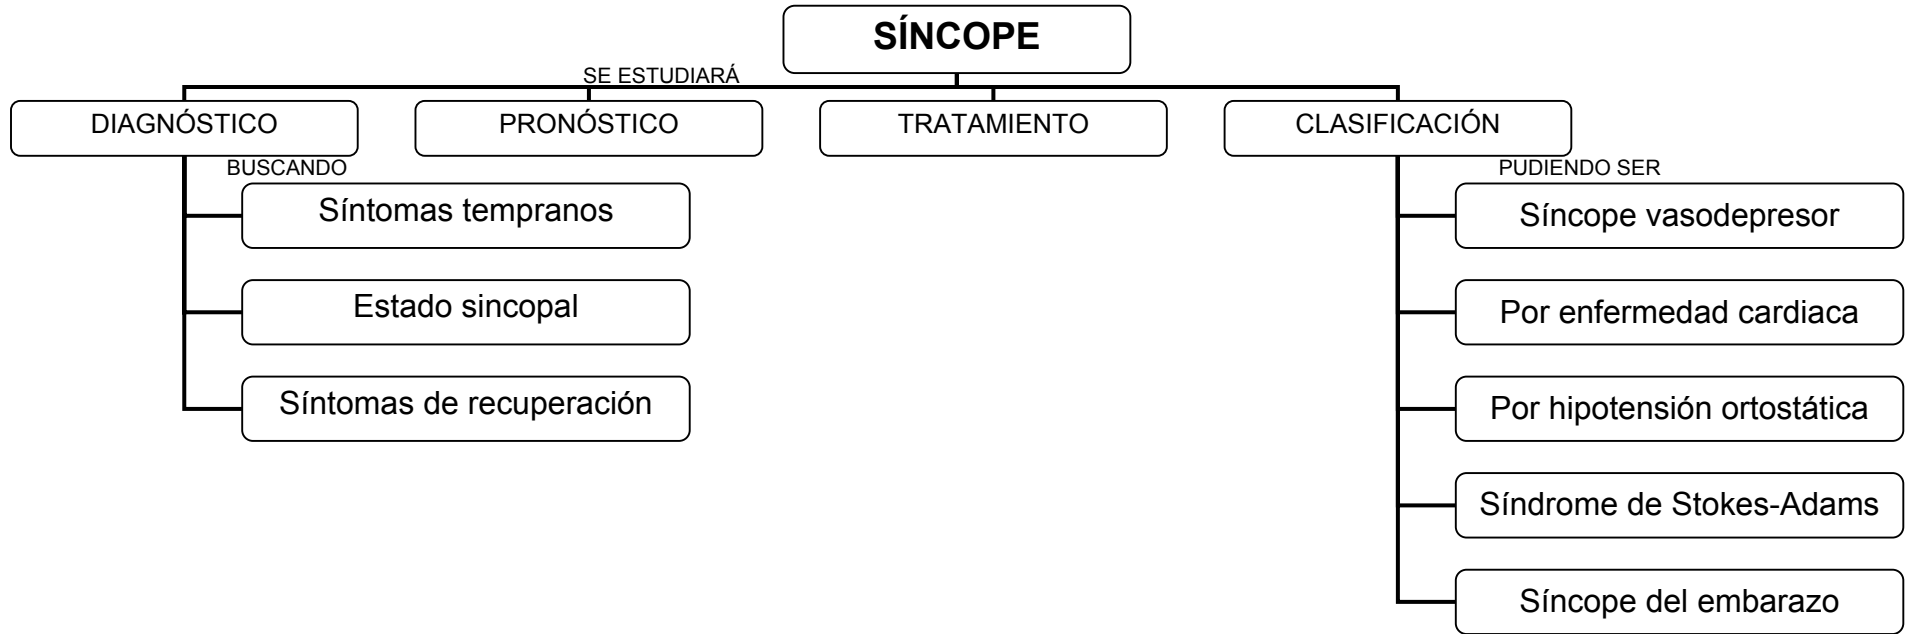 SÍNCOPE
SE ESTUDIARÁ
DIAGNÓSTICO
PRONÓSTICO
TRATAMIENTO
CLASIFICACIÓN
BUSCANDO
Síntomas tempranos
Estado sincopal
Síntomas de recuperación
PUDIENDO SER
Síncope vasodepresor
Por enfermedad cardiaca
Por hipotensión ortostática
Síndrome de Stokes-Adams
Síncope del embarazo